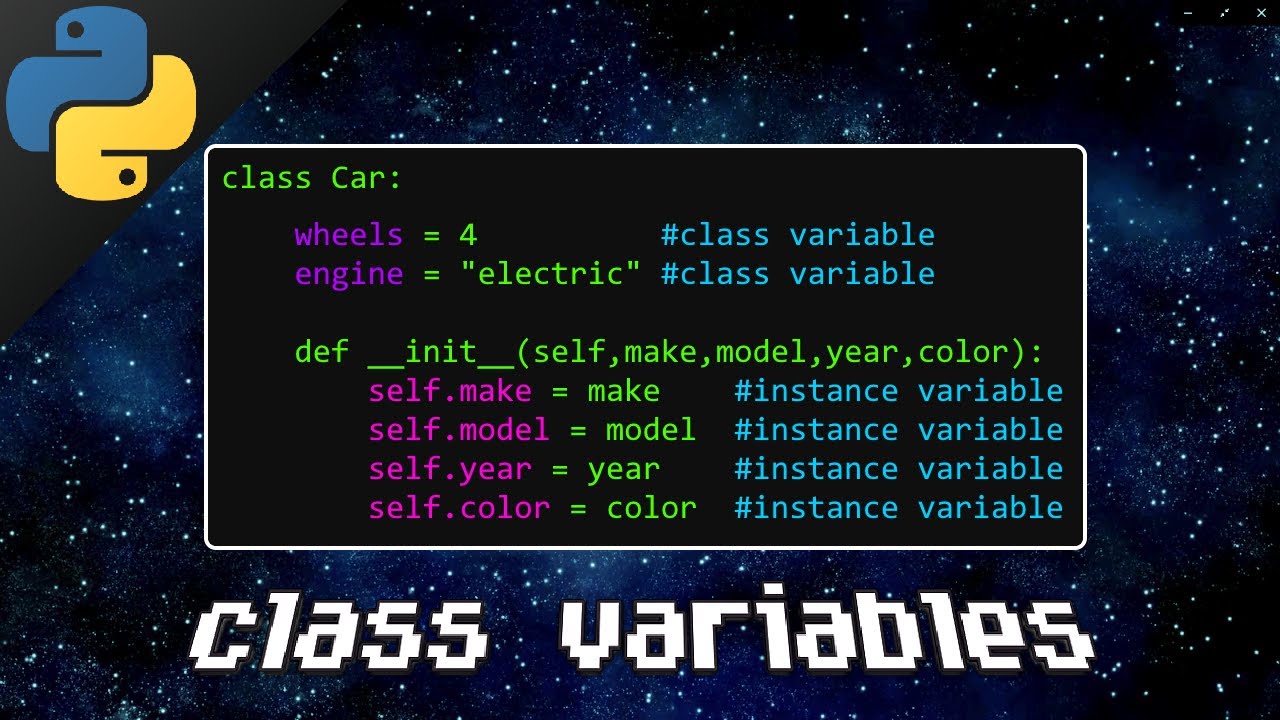 class Car:
wheels = 4 #class variable
engine = "electric" #class variable
def __init__(self,make,model,year,color):
self.make = make #instance variable
self.model = model #instance variable
self.year = year #instance variable
self.color = color #instance variable
class variables